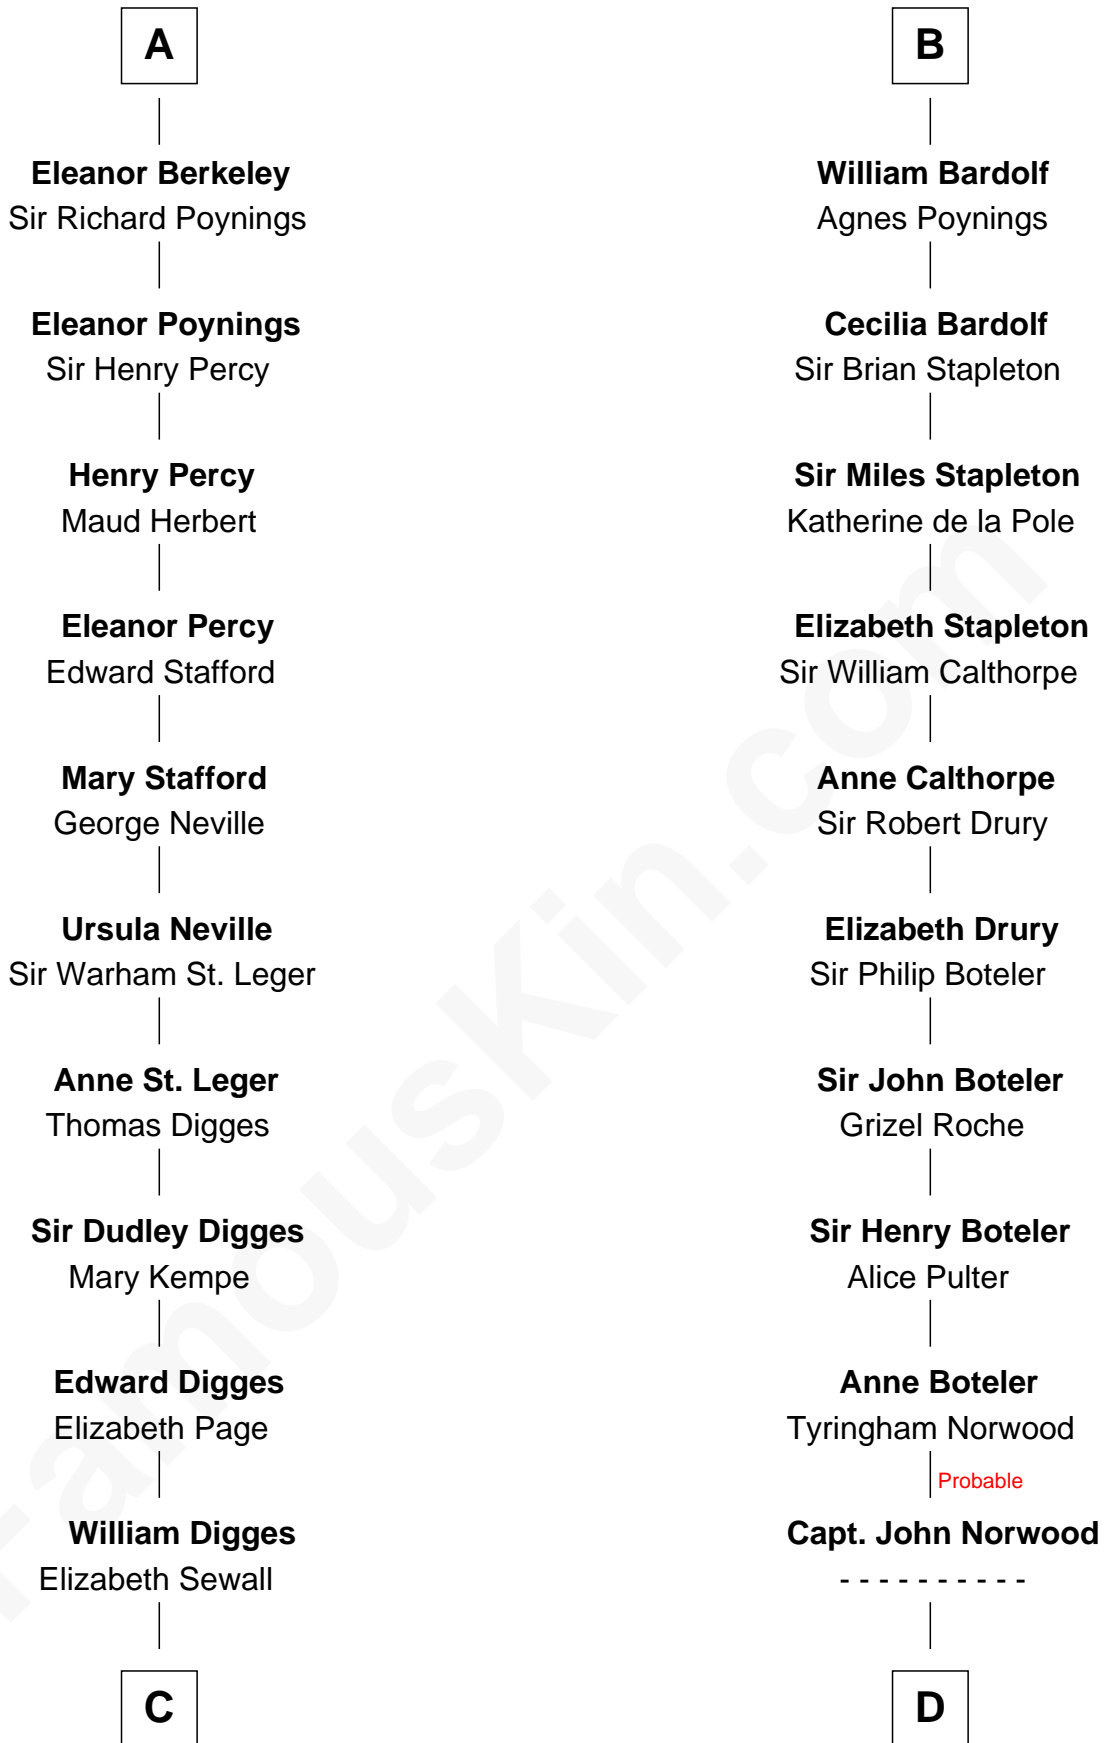 A
Eleanor Berkeley
Sir Richard Poynings
Eleanor Poynings
Sir Henry Percy
Henry Percy
Maud Herbert
Eleanor Percy
Edward Stafford
Mary Stafford
George Neville
Ursula Neville
Sir Warham St. Leger
Anne St. Leger
Thomas Digges
Sir Dudley Digges
Mary Kempe
Edward Digges
Elizabeth Page
William Digges
Elizabeth Sewall
C
B
William Bardolf
Agnes Poynings
Cecilia Bardolf
Sir Brian Stapleton
Sir Miles Stapleton
Katherine de la Pole
Elizabeth Stapleton
Sir William Calthorpe
Anne Calthorpe
Sir Robert Drury
Elizabeth Drury
Sir Philip Boteler
Sir John Boteler
Grizel Roche
Sir Henry Boteler
Alice Pulter
Anne Boteler
Tyringham Norwood
Probable
Capt. John Norwood
- - - - - - - - - -
D
FamousKin.com